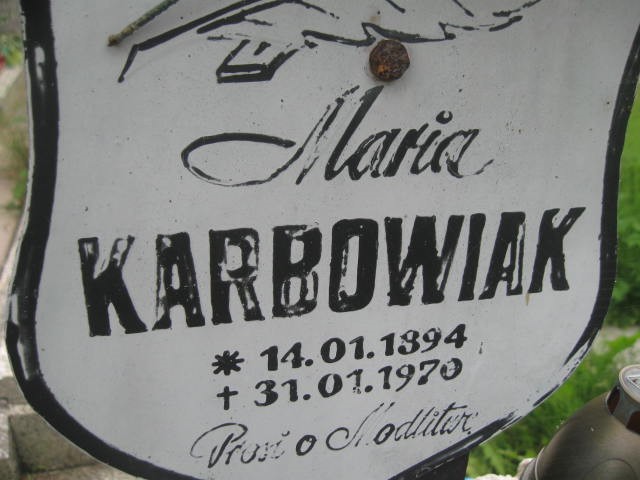 Maria
KARBOWIAK
* 14.01.1894
+ 31.01.1970
Prosi o Modlitwę